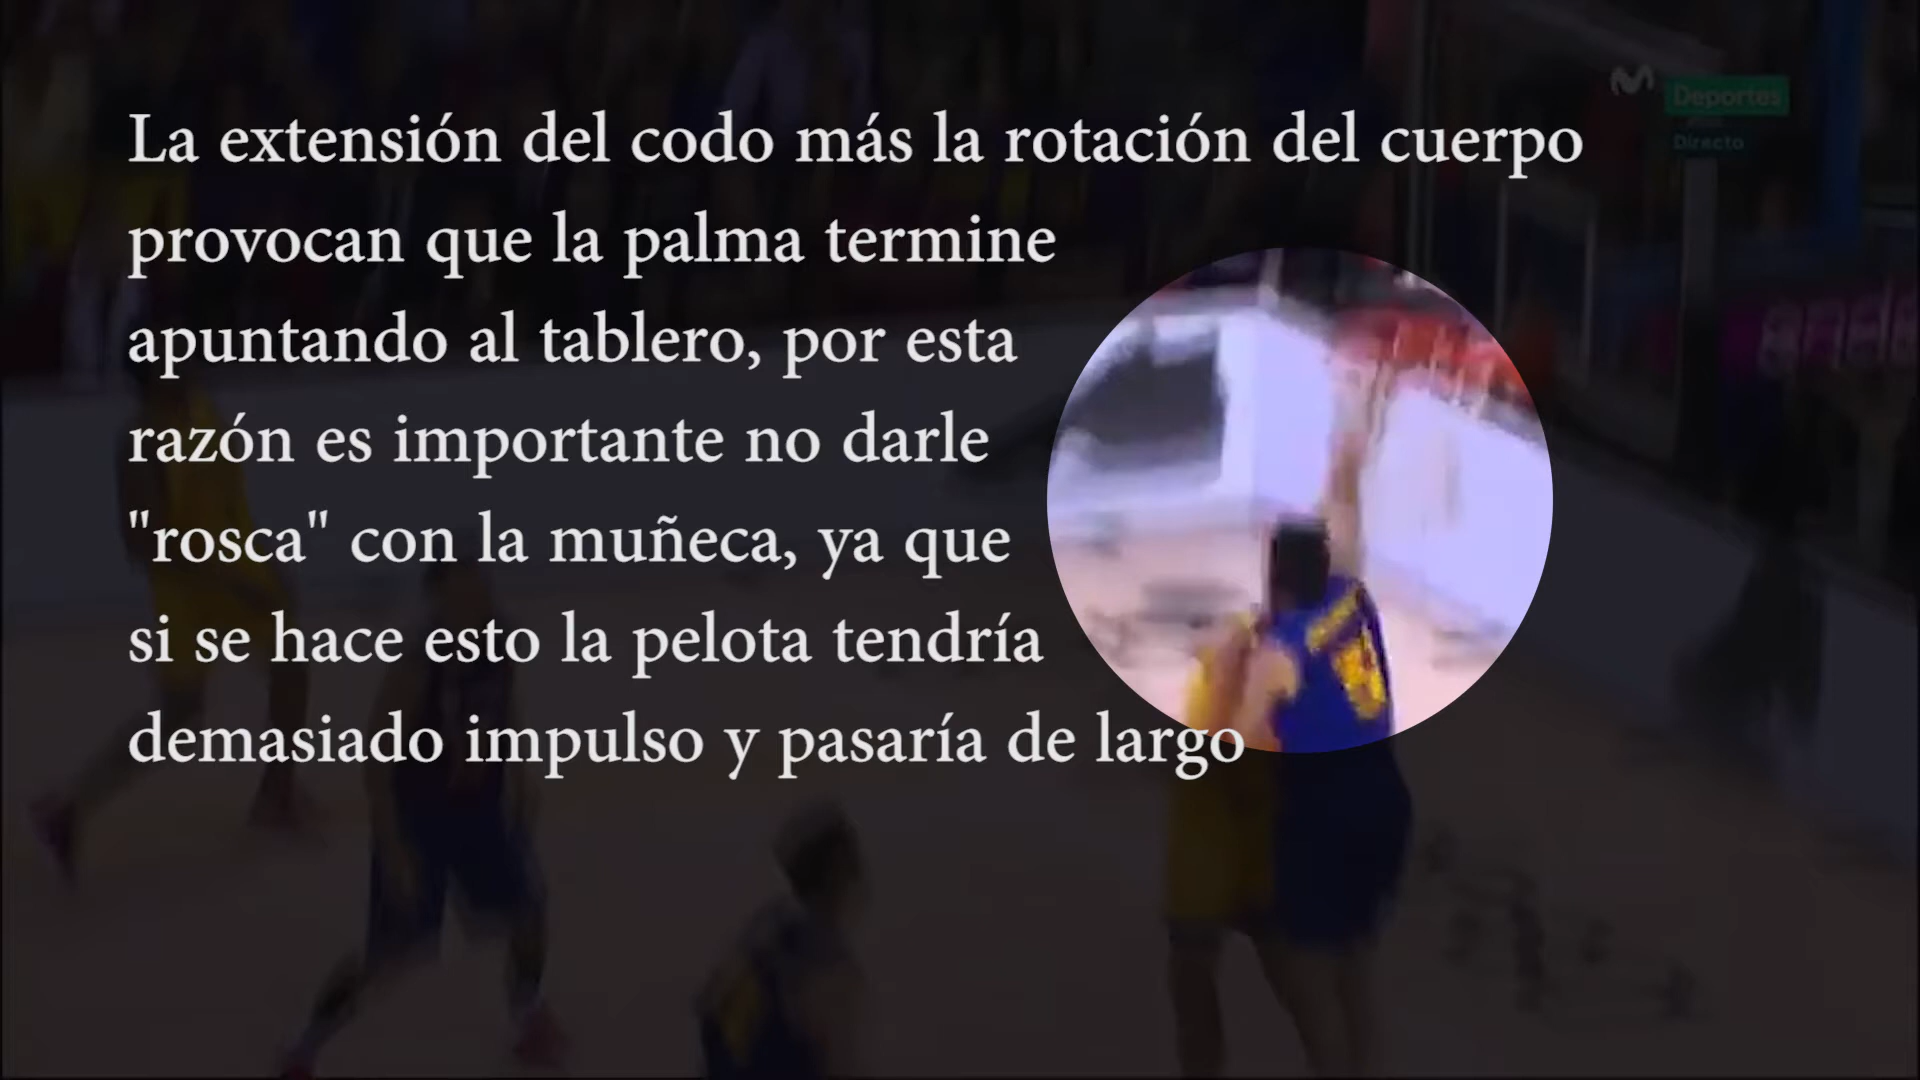 Deportes
Directo
La extensión del codo más la rotación del cuerpo
provocan que la palma termine
apuntando al tablero, por esta
razón es importante no darle
"rosca" con la muñeca, ya que
si se hace esto la pelota tendría
demasiado impulso y pasaría de largo